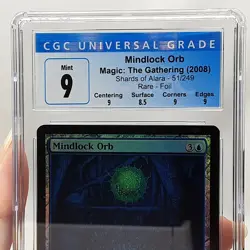 CGC UNIVERSAL GRADE
Mint
9
Mindlock Orb
Magic: The Gathering (2008)
Shards of Alara - 51/249
Rare - Foil
Centering Surface Corners Edges
9 8.5 9 9
Mindlock Orb 3